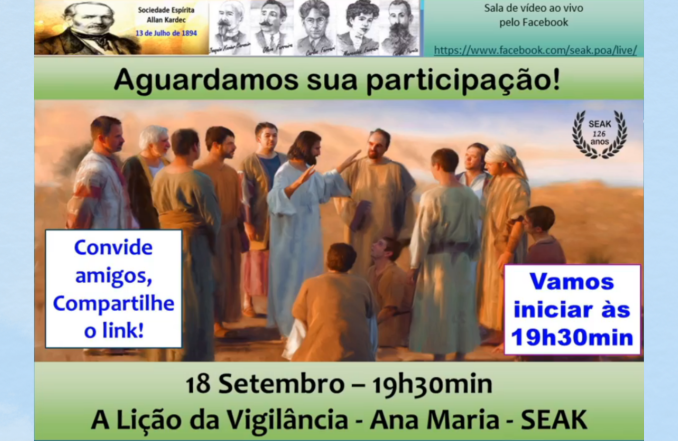 Sociedade Espírita
Allan Kardec
13 de Julho de 1894
Sala de vídeo ao vivo
pelo Facebook
https://www.facebook.com/seak.poa/live/
Aguardamos sua participação!
SEAK
126
anos
Convide
amigos,
Compartilhe
o link!
Vamos
iniciar às
19h30min
18 Setembro – 19h30min
A Lição da Vigilância - Ana Maria - SEAK